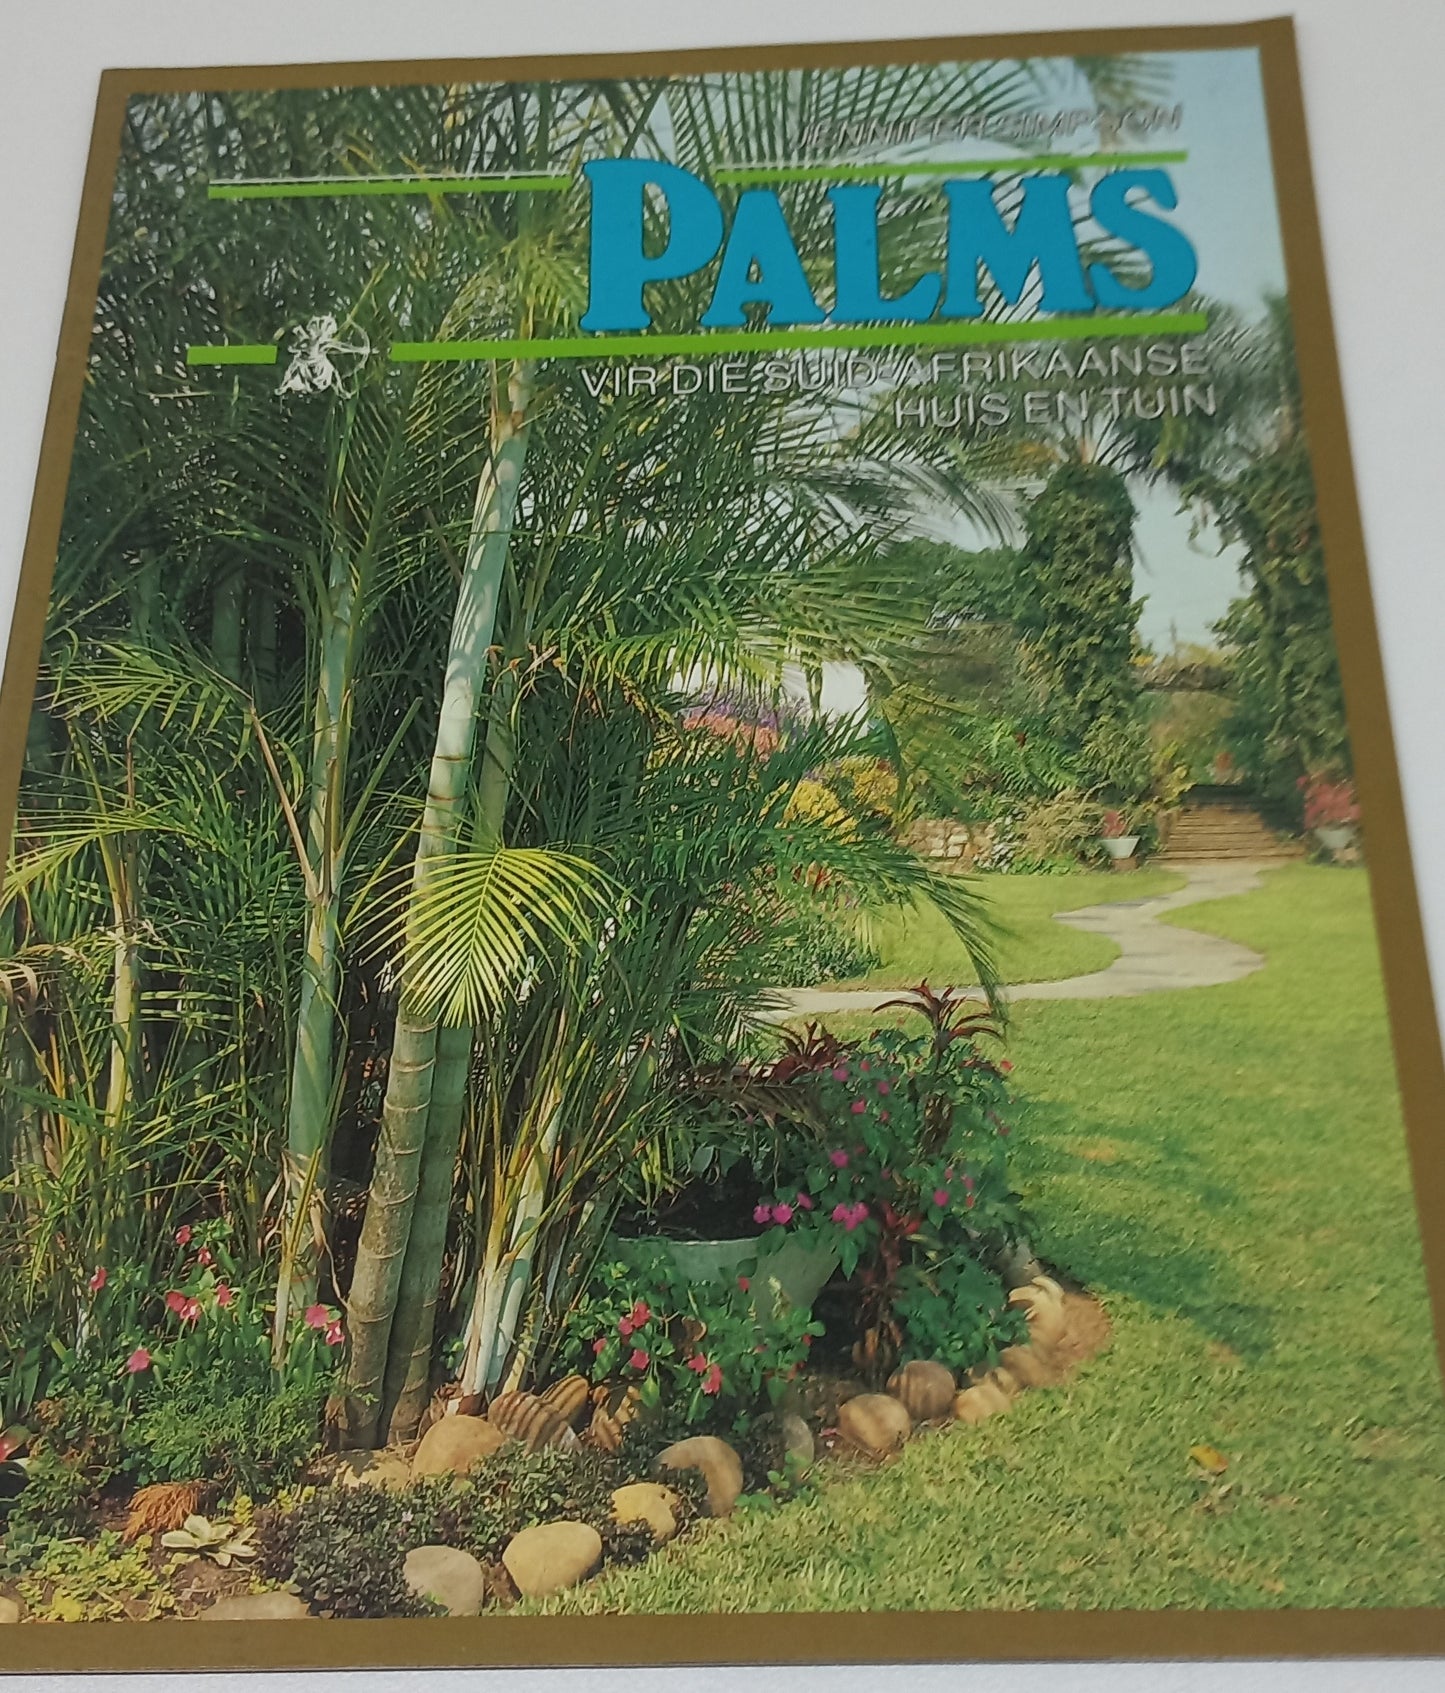 JENNIFER SIMPSON
PALMS
VIR DIE SUID-AFRIKAANSE
HUIS EN TUIN